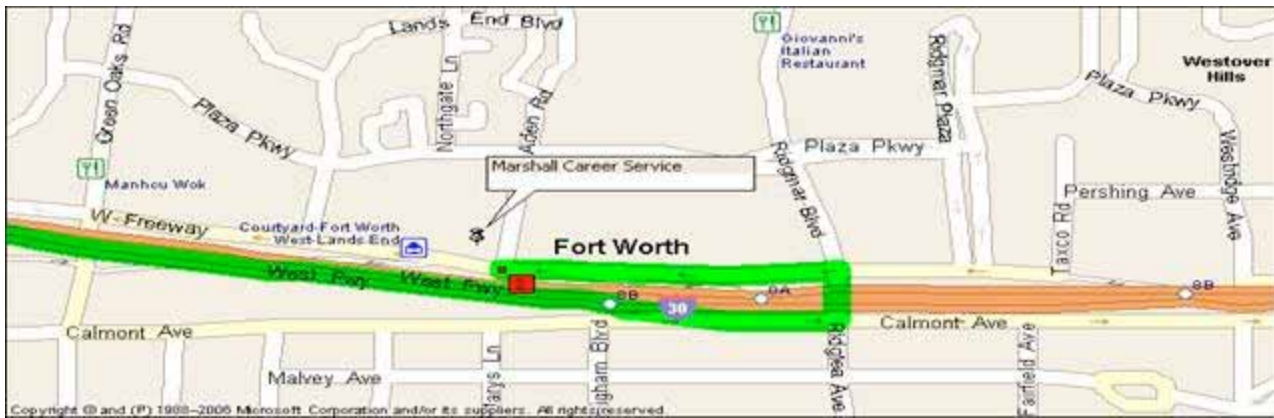 Lands End Blvd
Green Oaks Rd
Northgate Ln
Giovanni's
Italian
Restaurant
Ridgmar Plaza
Westover
Hills
Plaza Pkwy
Plaza Pkwy
Aden Rd
Ridgmar Blvd
Plaza Pkwy
Westridge Ave
Marshall Career Service
Manhou Wok
Pershing Ave
Taxco Rd
W Freeway
Courtyard-Fort Worth
West-Lands End
Fort Worth
West Fwy
West Fwy
8B
30
9A
8B
Calmont Ave
Calmont Ave
Marys Ln
Ridglea Ave
Fairfield Ave
Malvey Ave
Copyright © and (P) 1988–2006 Microsoft Corporation and/or its suppliers. All rights reserved.